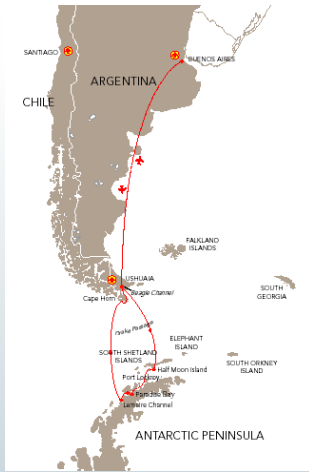 SANTIAGO
BUENOS AIRES
ARGENTINA
CHILE
FALKLAND
ISLANDS
USHUAIA
SOUTH
GEORGIA
Beagle Channel
Cape Horn
Passage
ELEPHANT
ISLAND
SOUTH SHETLAND
ISLANDS
SOUTH ORKNEY
ISLAND
Half Moon Island
Port Lockroy
Paradise Bay
Lemaire Channel
ANTARCTIC PENINSULA